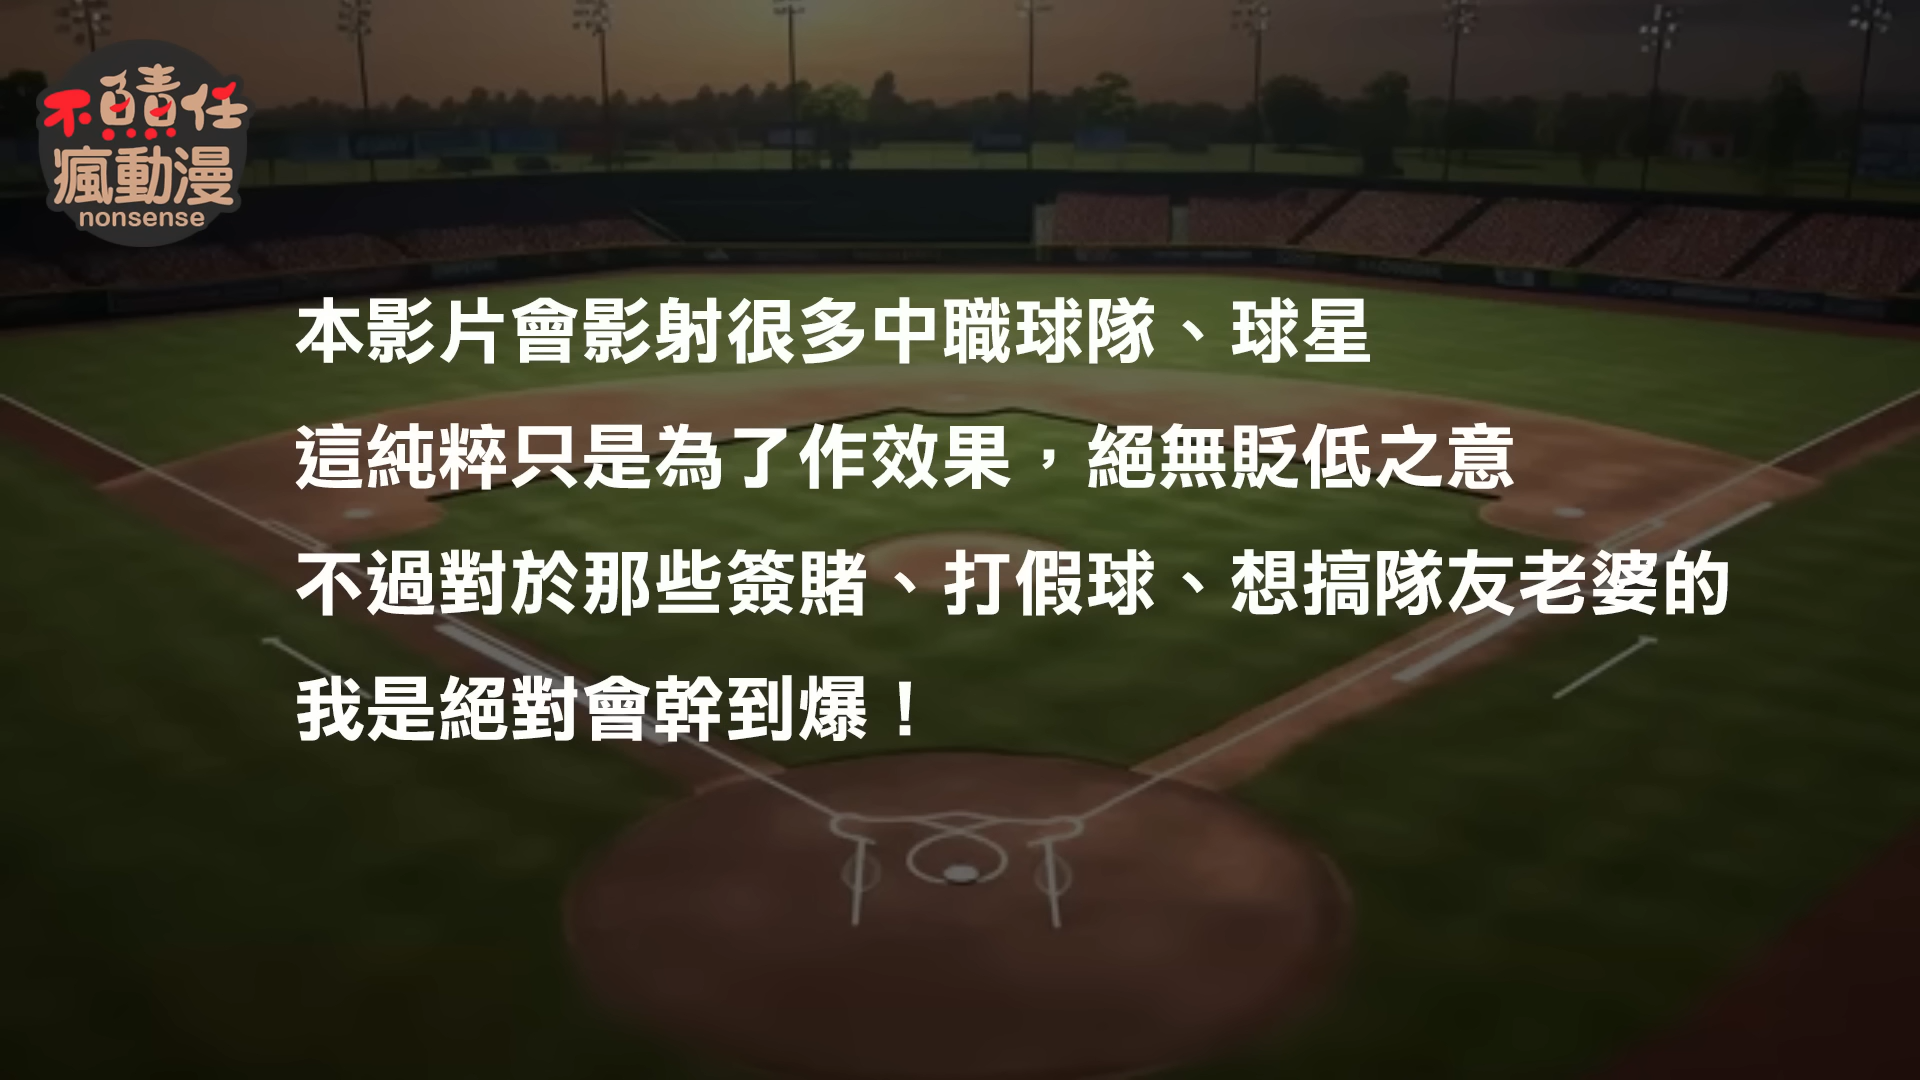 不負責任
瘋動漫
nonsense
本影片會影射很多中職球隊、球星
這純粹只是為了作效果，絕無貶低之意
不過對於那些簽賭、打假球、想搞隊友老婆的
我是絕對會幹到爆！